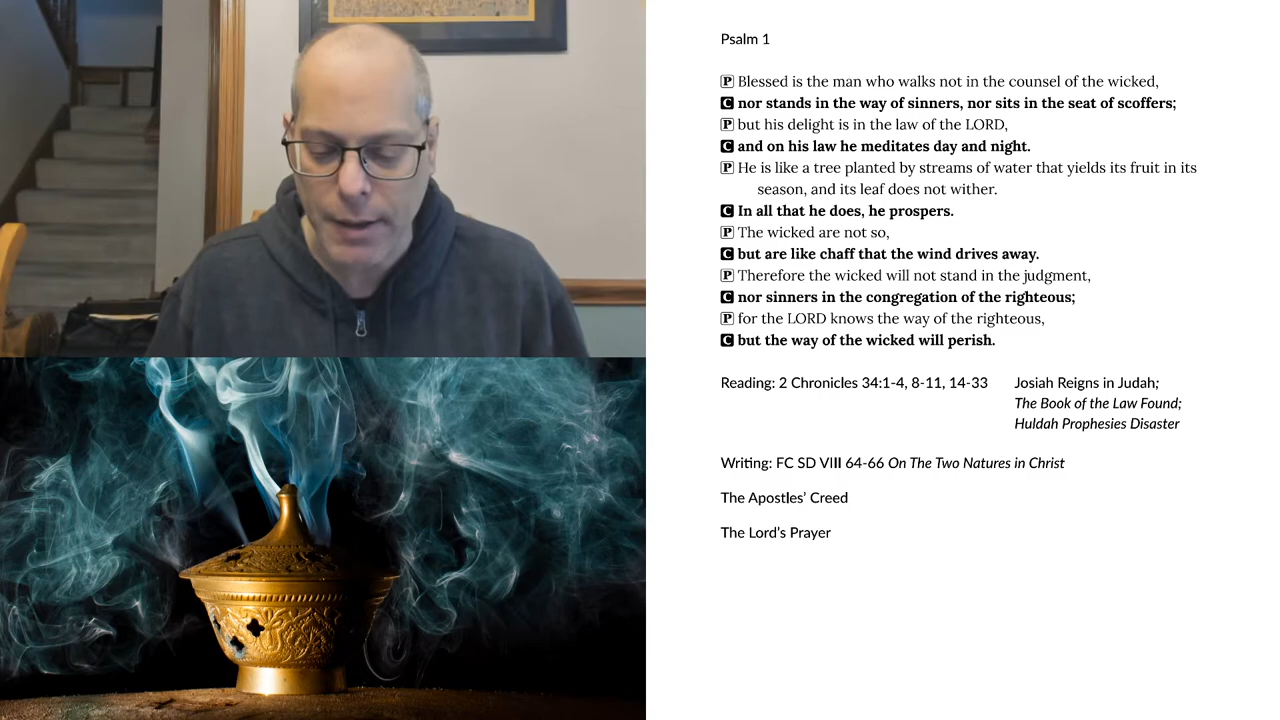 Psalm 1
P Blessed is the man who walks not in the counsel of the wicked,
C nor stands in the way of sinners, nor sits in the seat of scoffers;
P but his delight is in the law of the LORD,
C and on his law he meditates day and night.
P He is like a tree planted by streams of water that yields its fruit in its
season, and its leaf does not wither.
C In all that he does, he prospers.
P The wicked are not so,
C but are like chaff that the wind drives away.
P Therefore the wicked will not stand in the judgment,
C nor sinners in the congregation of the righteous;
P for the LORD knows the way of the righteous,
C but the way of the wicked will perish.
Reading: 2 Chronicles 34:1-4, 8-11, 14-33 Josiah Reigns in Judah;
The Book of the Law Found;
Huldah Prophesies Disaster
Writing: FC SD VIII 64-66 On The Two Natures in Christ
The Apostles’ Creed
The Lord’s Prayer